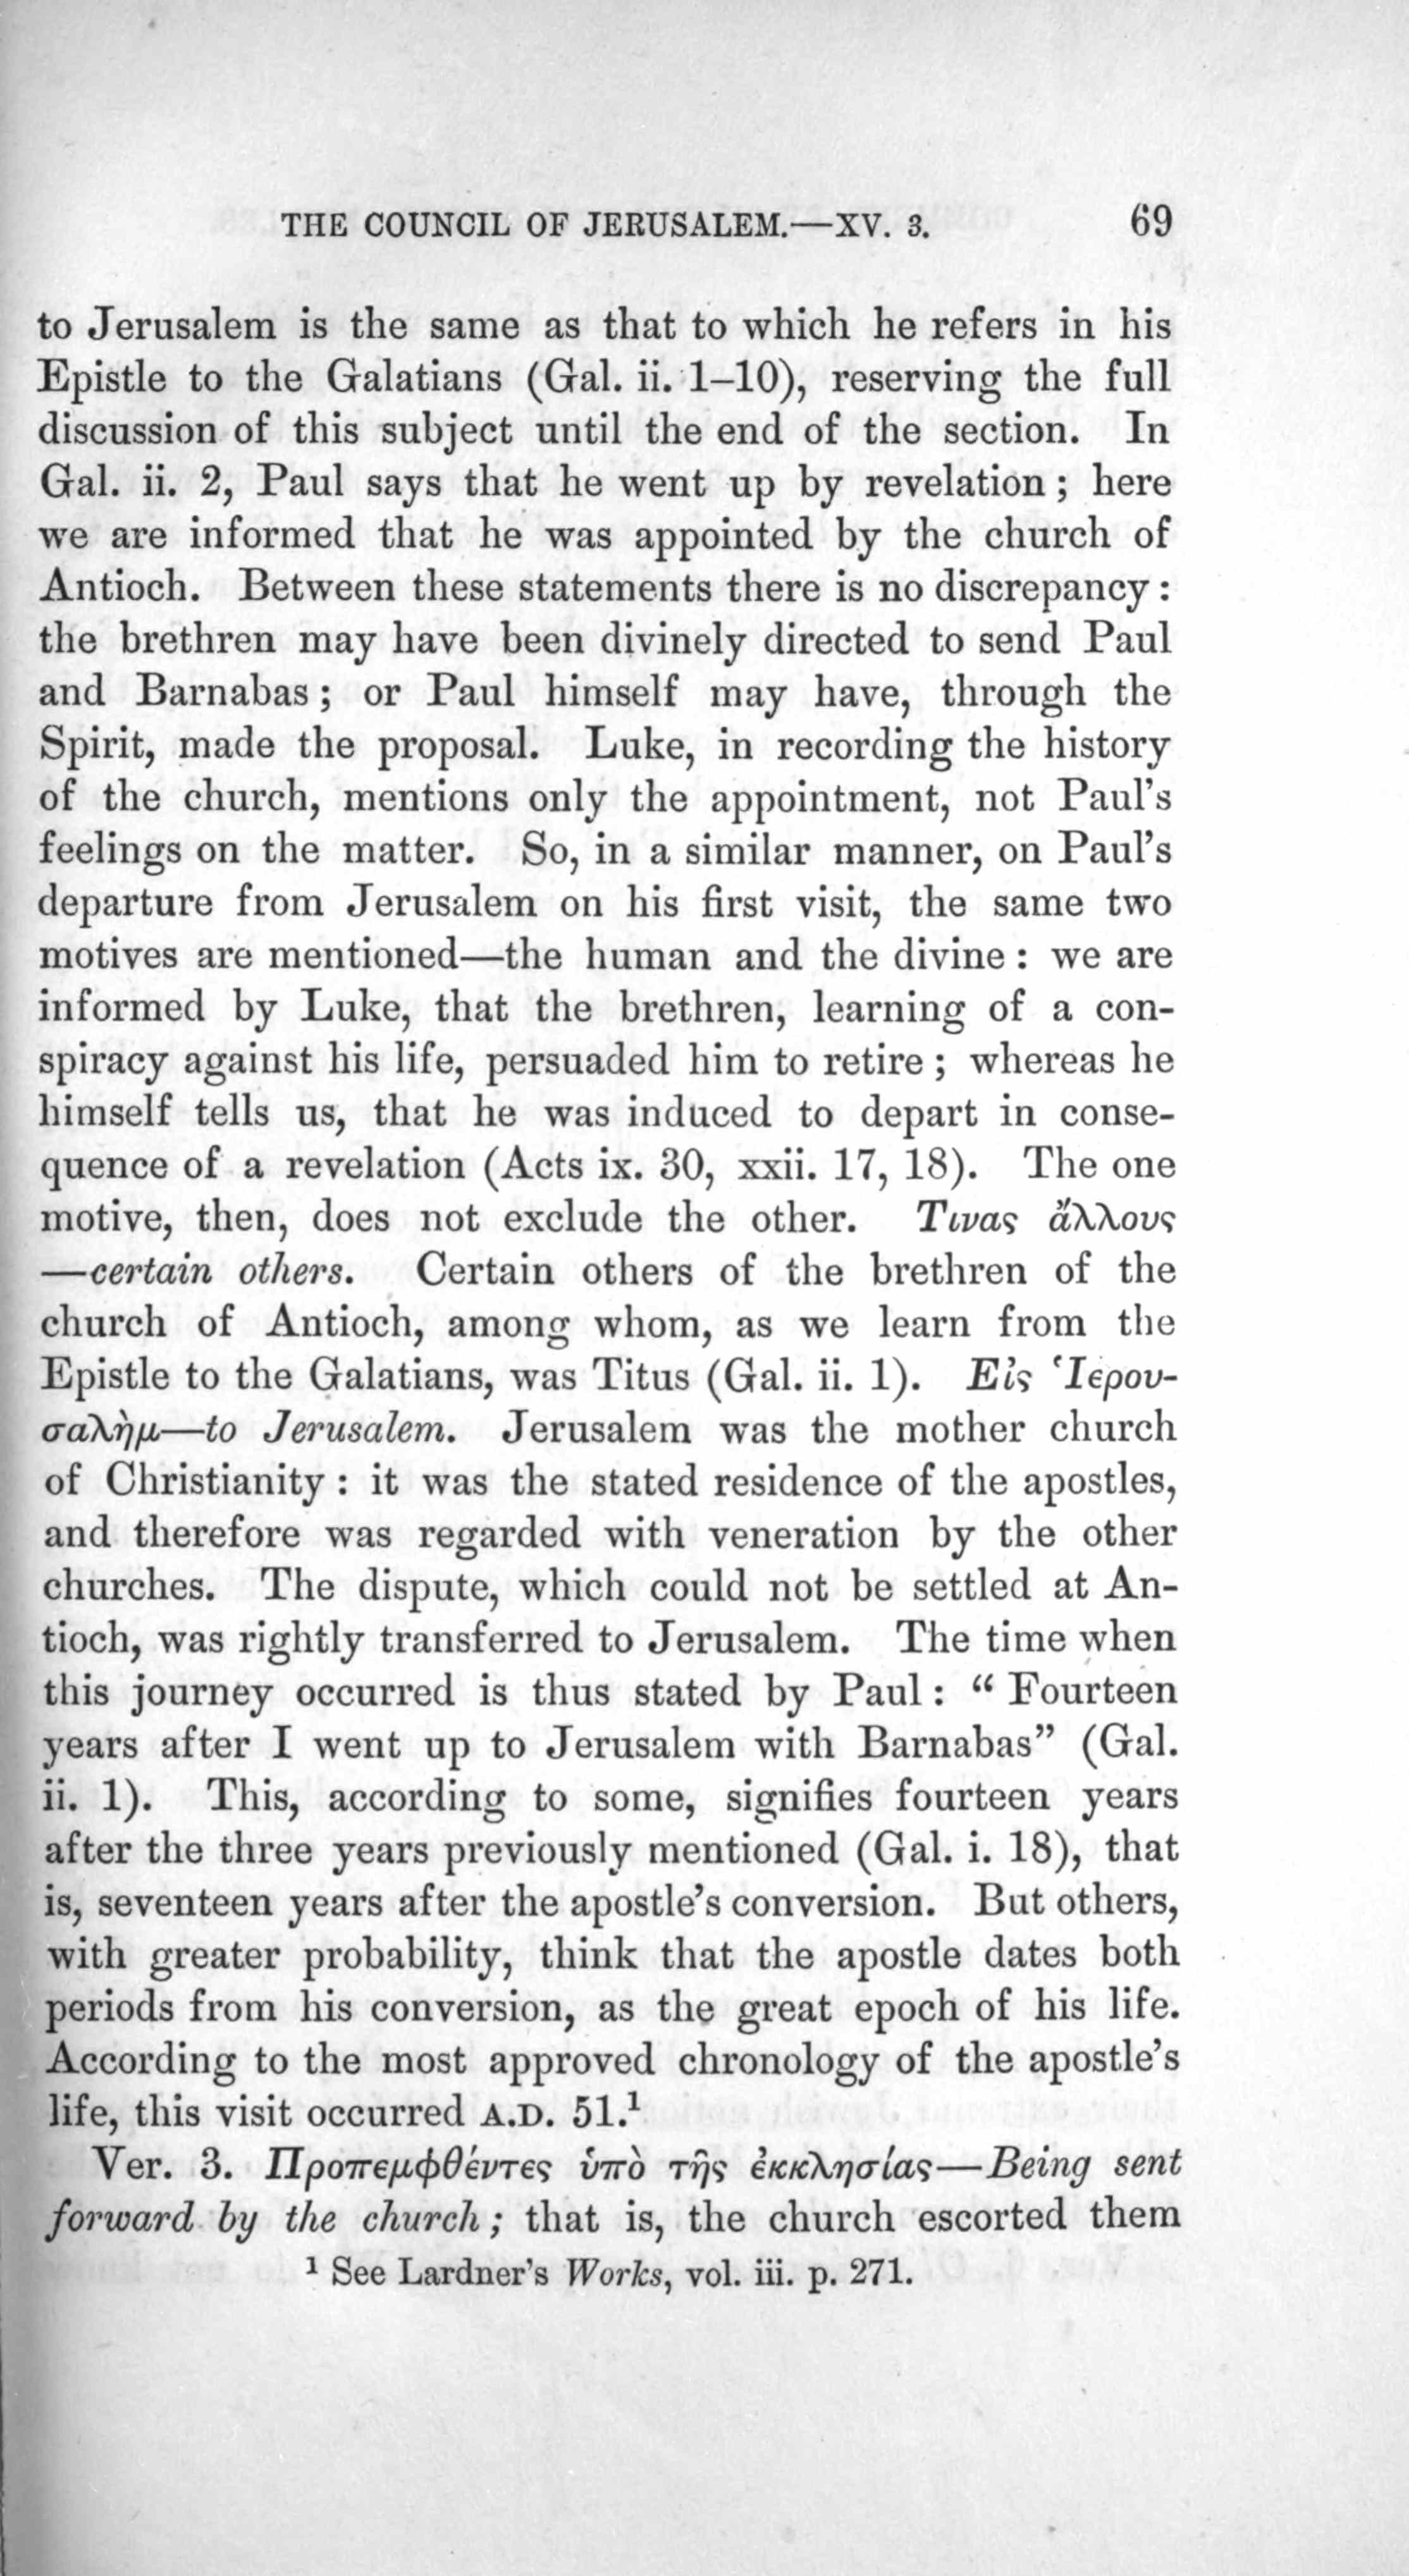 THE COUNCIL OF JERUSALEM.—XV. 3. 69
to Jerusalem is the same as that to which he refers in his
Epistle to the Galatians (Gal. ii. 1–10), reserving the full
discussion of this subject until the end of the section. In
Gal. ii. 2, Paul says that he went up by revelation; here
we are informed that he was appointed by the church of
Antioch. Between these statements there is no discrepancy:
the brethren may have been divinely directed to send Paul
and Barnabas; or Paul himself may have, through the
Spirit, made the proposal. Luke, in recording the history
of the church, mentions only the appointment, not Paul's
feelings on the matter. So, in a similar manner, on Paul's
departure from Jerusalem on his first visit, the same two
motives are mentioned—the human and the divine: we are
informed by Luke, that the brethren, learning of a con-
spiracy against his life, persuaded him to retire; whereas he
himself tells us, that he was induced to depart in conse-
quence of a revelation (Acts ix. 30, xxii. 17, 18). The one
motive, then, does not exclude the other. Τινας ἄλλους
—certain others. Certain others of the brethren of the
church of Antioch, among whom, as we learn from the
Epistle to the Galatians, was Titus (Gal. ii. 1). Εἰς Ἱερου-
σαλὴμ—to Jerusalem. Jerusalem was the mother church
of Christianity: it was the stated residence of the apostles,
and therefore was regarded with veneration by the other
churches. The dispute, which could not be settled at An-
tioch, was rightly transferred to Jerusalem. The time when
this journey occurred is thus stated by Paul: “Fourteen
years after I went up to Jerusalem with Barnabas” (Gal.
ii. 1). This, according to some, signifies fourteen years
after the three years previously mentioned (Gal. i. 18), that
is, seventeen years after the apostle's conversion. But others,
with greater probability, think that the apostle dates both
periods from his conversion, as the great epoch of his life.
According to the most approved chronology of the apostle's
life, this visit occurred A.D. 51.¹
Ver. 3. Προπεμφθέντες ὑπὸ τῆς ἐκκλησίας—Being sent
forward by the church; that is, the church escorted them
¹ See Lardner's Works, vol. iii. p. 271.